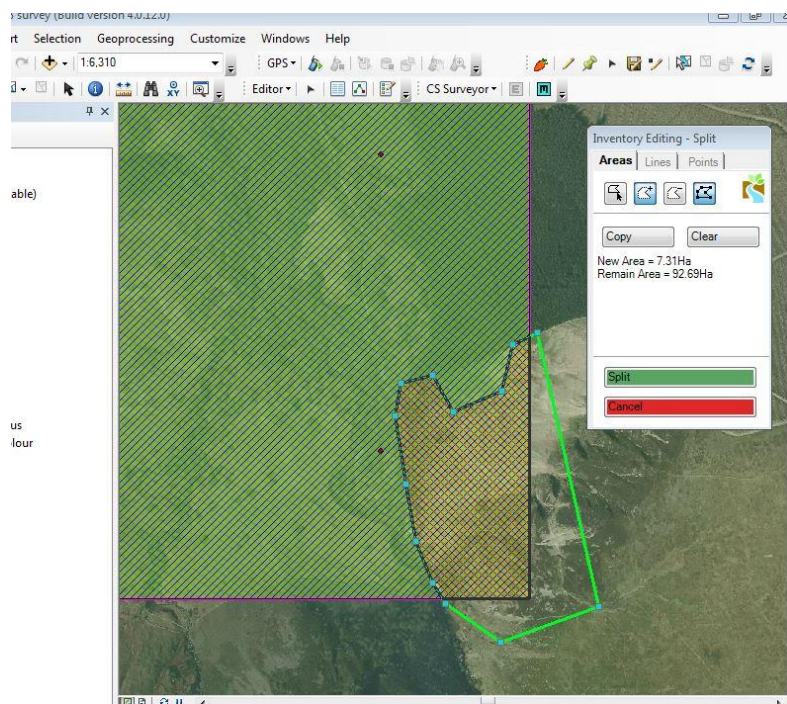 survey (Build version 4.0.12.0)
Selection Geoprocessing Customize Windows Help
1:6,310 GPS
XY Editor CS Surveyor E m
Inventory Editing - Split
Areas Lines Points
able)
Copy Clear
New Area = 7.31Ha
Remain Area = 92.69Ha
Split
Cancel
us
lour